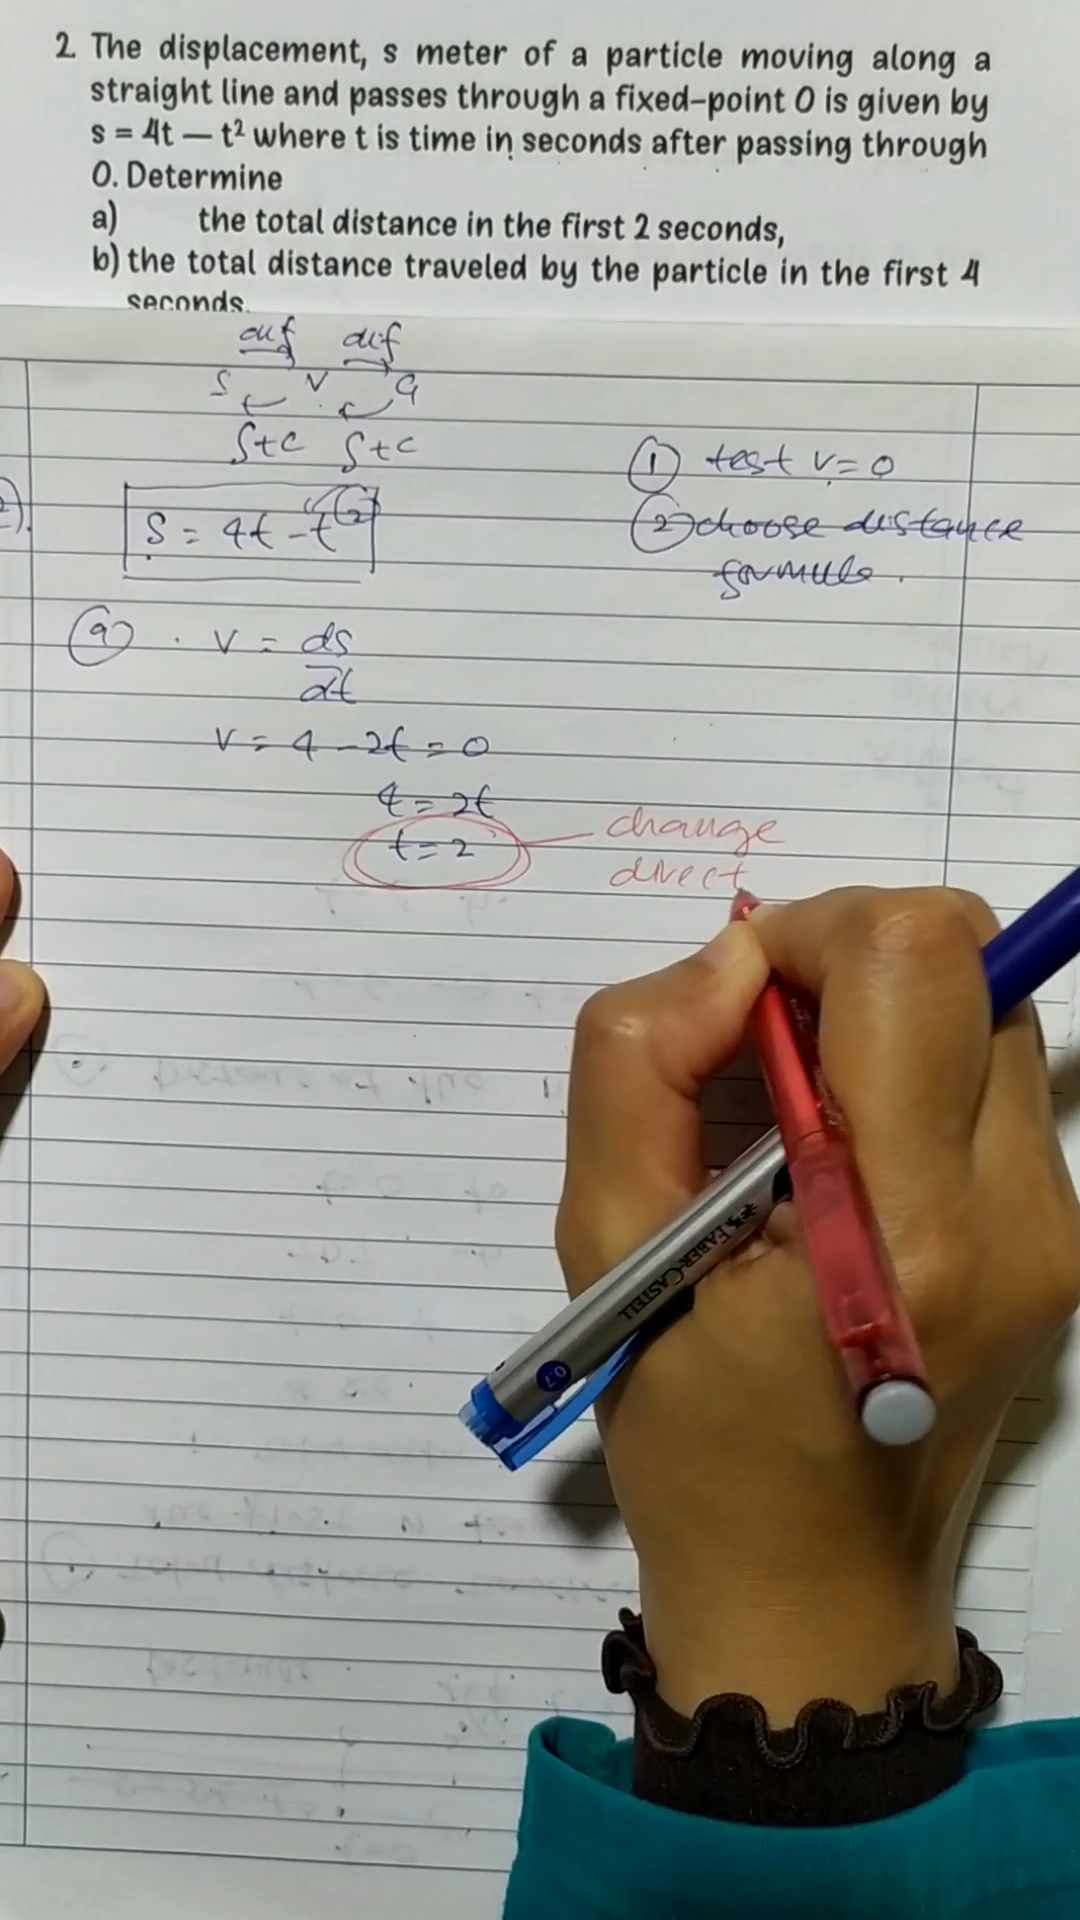 2. The displacement, s meter of a particle moving along a
straight line and passes through a fixed-point O is given by
s = 4t — t² where t is time in seconds after passing through
O. Determine
a) the total distance in the first 2 seconds,
b) the total distance traveled by the particle in the first 4
seconds.
dif dif
S V a
∫+c ∫+c
① test v=0
② choose distance
formula.
2).
S = 4t - t²
(a) v = ds
dt
v = 4 - 2t = 0
4 = 2t
t = 2
change
direct
FABER-CASTELL
0.7